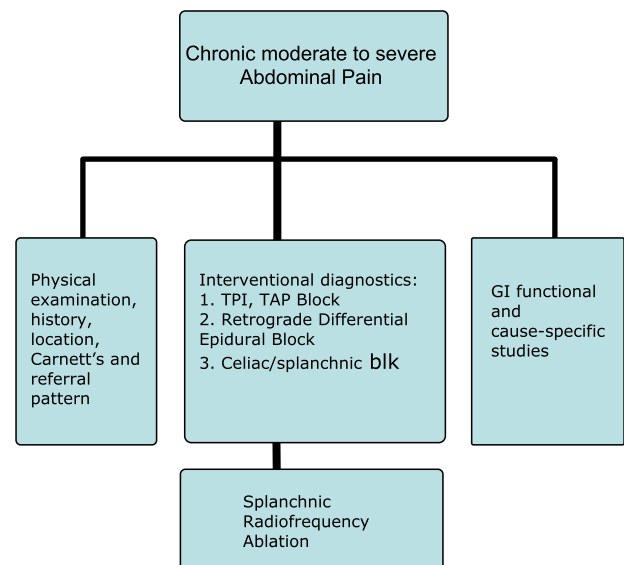 Chronic moderate to severe
Abdominal Pain
Physical
examination,
history,
location,
Carnett's and
referral
pattern
Interventional diagnostics:
1. TPI, TAP Block
2. Retrograde Differential
Epidural Block
3. Celiac/splanchnic blk
GI functional
and
cause-specific
studies
Splanchnic
Radiofrequency
Ablation